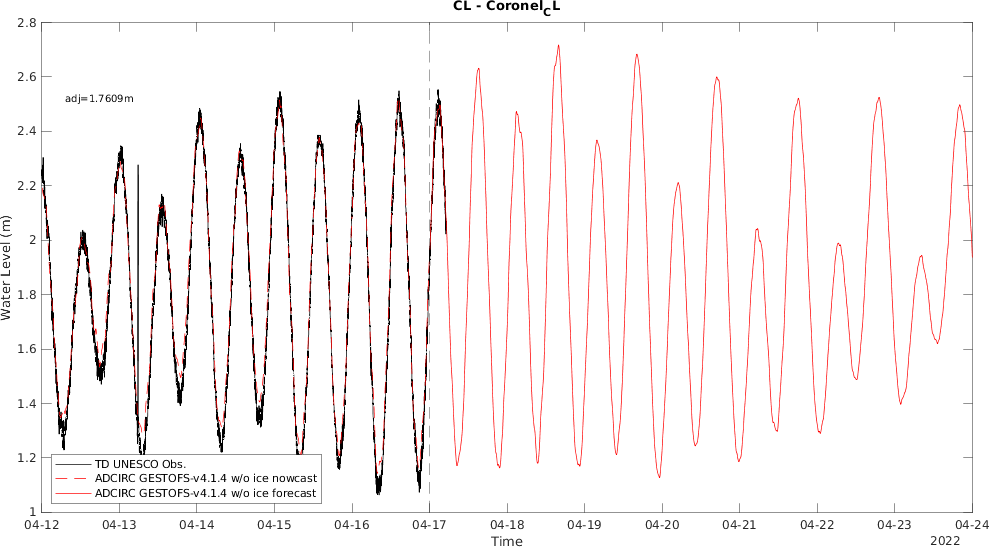 CL - Coronel_CL
2.8
2.6
2.4
2.2
2
1.8
1.6
1.4
1.2
1
Water Level (m)
adj=1.7609m
TD UNESCO Obs.
ADCIRC GESTOFS-v4.1.4 w/o ice nowcast
ADCIRC GESTOFS-v4.1.4 w/o ice forecast
04-12 04-13 04-14 04-15 04-16 04-17 04-18 04-19 04-20 04-21 04-22 04-23 04-24
Time
2022